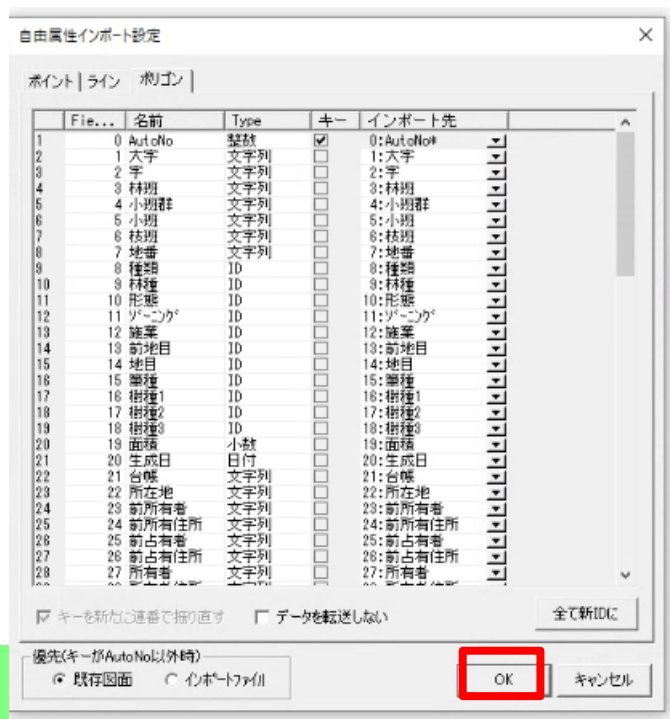 自由属性インポート設定
ポイント ライン ポリゴン
Fie... 名前 Type キー インポート先
1 0 AutoNo 整数 0:AutoNo*
2 1 大字 文字列 1:大字
3 2 字 文字列 2:字
4 3 林班 文字列 3:林班
5 4 小班群 文字列 4:小班群
6 5 小班 文字列 5:小班
7 6 枝班 文字列 6:枝班
8 7 地番 文字列 7:地番
9 8 種類 ID 8:種類
10 9 林種 ID 9:林種
11 10 形態 ID 10:形態
12 11 ｿﾞｰﾆﾝｸﾞ ID 11:ｿﾞｰﾆﾝｸﾞ
13 12 施業 ID 12:施業
14 13 前地目 ID 13:前地目
15 14 地目 ID 14:地目
16 15 筆種 ID 15:筆種
17 16 樹種1 ID 16:樹種1
18 17 樹種2 ID 17:樹種2
19 18 樹種3 ID 18:樹種3
20 19 面積 小数 19:面積
21 20 生成日 日付 20:生成日
22 21 台帳 文字列 21:台帳
23 22 所在地 文字列 22:所在地
24 23 前所有者 文字列 23:前所有者
25 24 前所有住所 文字列 24:前所有住所
26 25 前占有者 文字列 25:前占有者
27 26 前占有住所 文字列 26:前占有住所
28 27 所有者 文字列 27:所有者
キーを新たに連番で振り直す データを転送しない 全て新IDに
優先(キーがAutoNo以外時)
既存図面 インポートファイル OK キャンセル